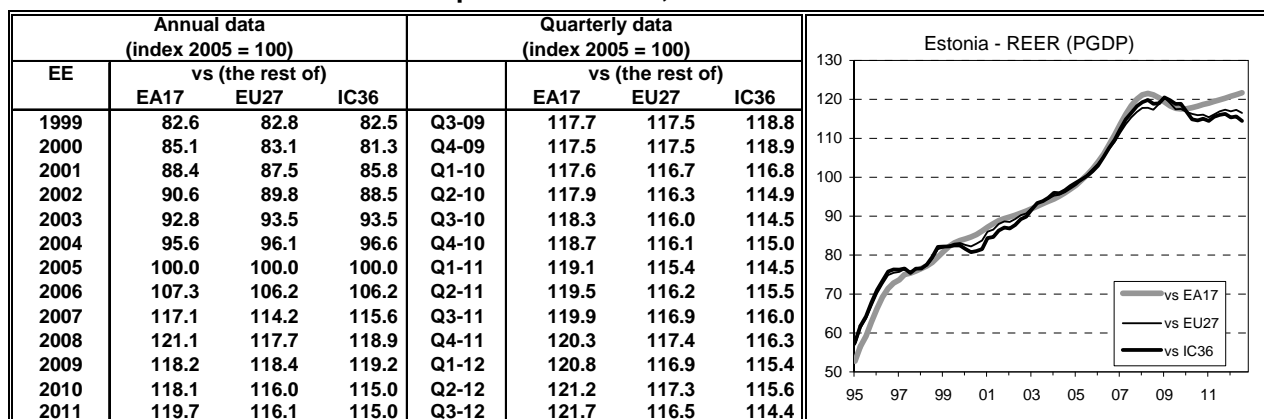 Annual data Quarterly data
(index 2005 = 100) (index 2005 = 100)
EE vs (the rest of) vs (the rest of)
EA17 EU27 IC36 EA17 EU27 IC36
1999 82.6 82.8 82.5 Q3-09 117.7 117.5 118.8
2000 85.1 83.1 81.3 Q4-09 117.5 117.5 118.9
2001 88.4 87.5 85.8 Q1-10 117.6 116.7 116.8
2002 90.6 89.8 88.5 Q2-10 117.9 116.3 114.9
2003 92.8 93.5 93.5 Q3-10 118.3 116.0 114.5
2004 95.6 96.1 96.6 Q4-10 118.7 116.1 115.0
2005 100.0 100.0 100.0 Q1-11 119.1 115.4 114.5
2006 107.3 106.2 106.2 Q2-11 119.5 116.2 115.5
2007 117.1 114.2 115.6 Q3-11 119.9 116.9 116.0
2008 121.1 117.7 118.9 Q4-11 120.3 117.4 116.3
2009 118.2 118.4 119.2 Q1-12 120.8 116.9 115.4
2010 118.1 116.0 115.0 Q2-12 121.2 117.3 115.6
2011 119.7 116.1 115.0 Q3-12 121.7 116.5 114.4
Estonia - REER (PGDP)
130
120
110
100
90
80
70
60
50
vs EA17
vs EU27
vs IC36
95 97 99 01 03 05 07 09 11